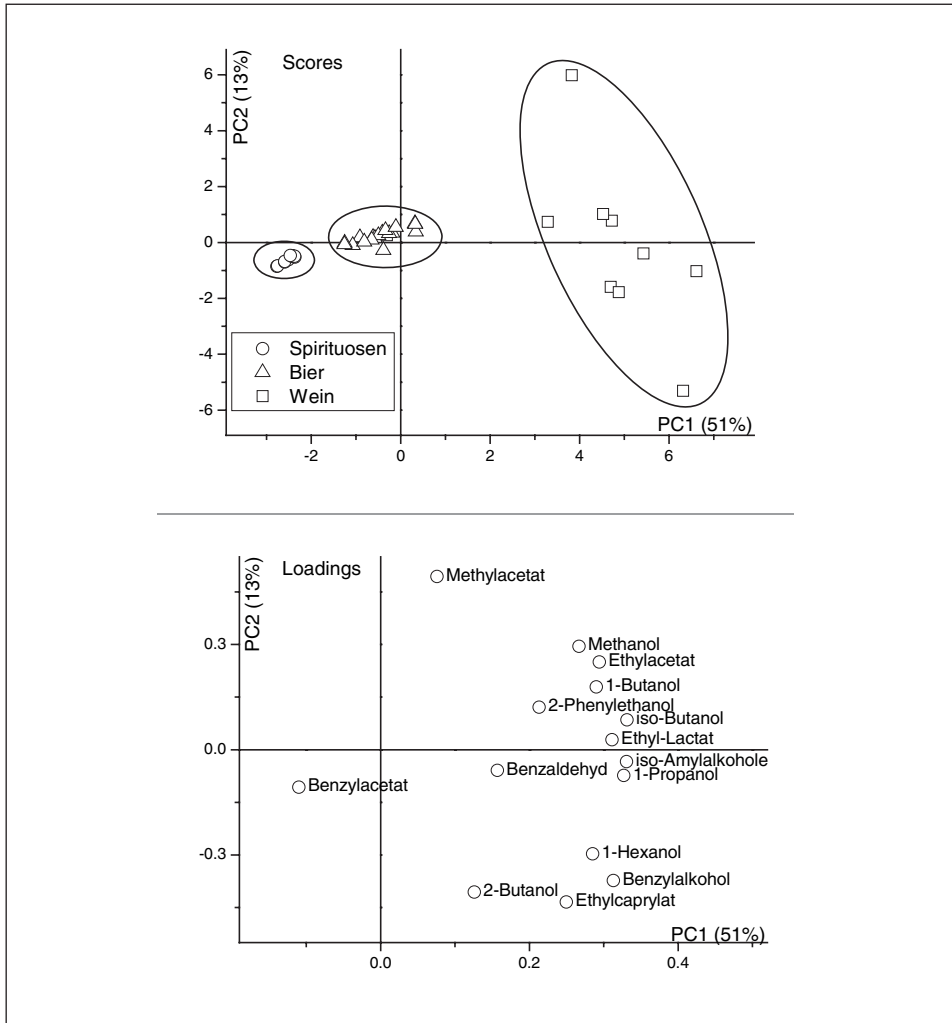 Scores
PC2 (13%)
6
4
2
0
-2
-4
-6
Spirituosen
Bier
Wein
PC1 (51%)
-2
0
2
4
6
Loadings
PC2 (13%)
Methylacetat
0.3
Methanol
Ethylacetat
1-Butanol
2-Phenylethanol
iso-Butanol
Ethyl-Lactat
0.0
iso-Amylalkohole
Benzaldehyd
1-Propanol
Benzylacetat
-0.3
1-Hexanol
Benzylalkohol
2-Butanol
Ethylcaprylat
PC1 (51%)
0.0
0.2
0.4